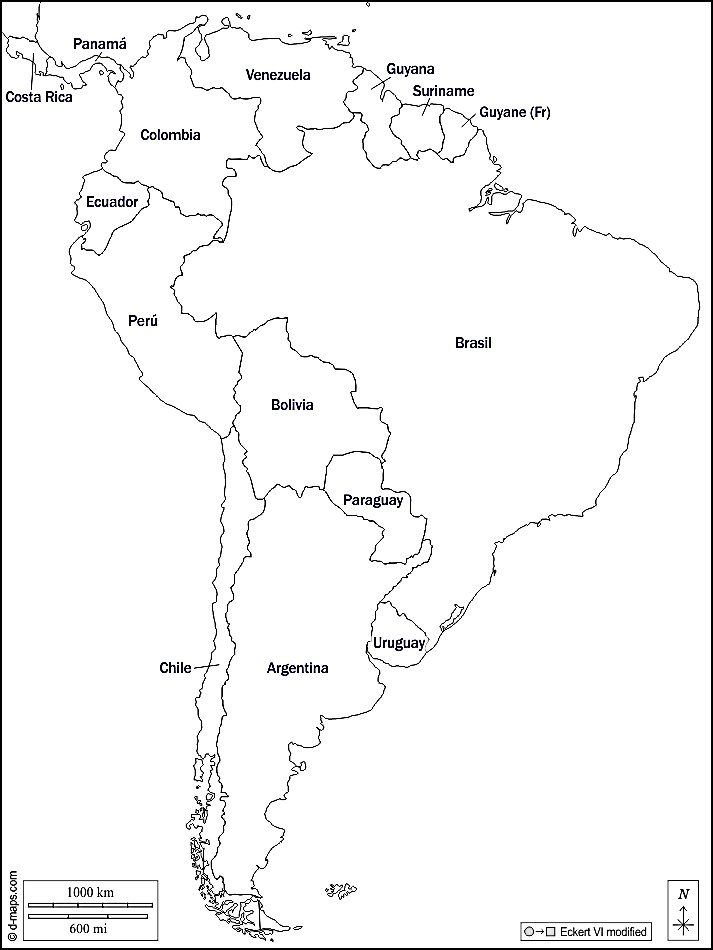 Panamá
Costa Rica
Venezuela
Guyana
Suriname
Guyane (Fr)
Colombia
Ecuador
Perú
Brasil
Bolivia
Paraguay
Uruguay
Chile
Argentina
© d-maps.com
1000 km
600 mi
Eckert VI modified
N